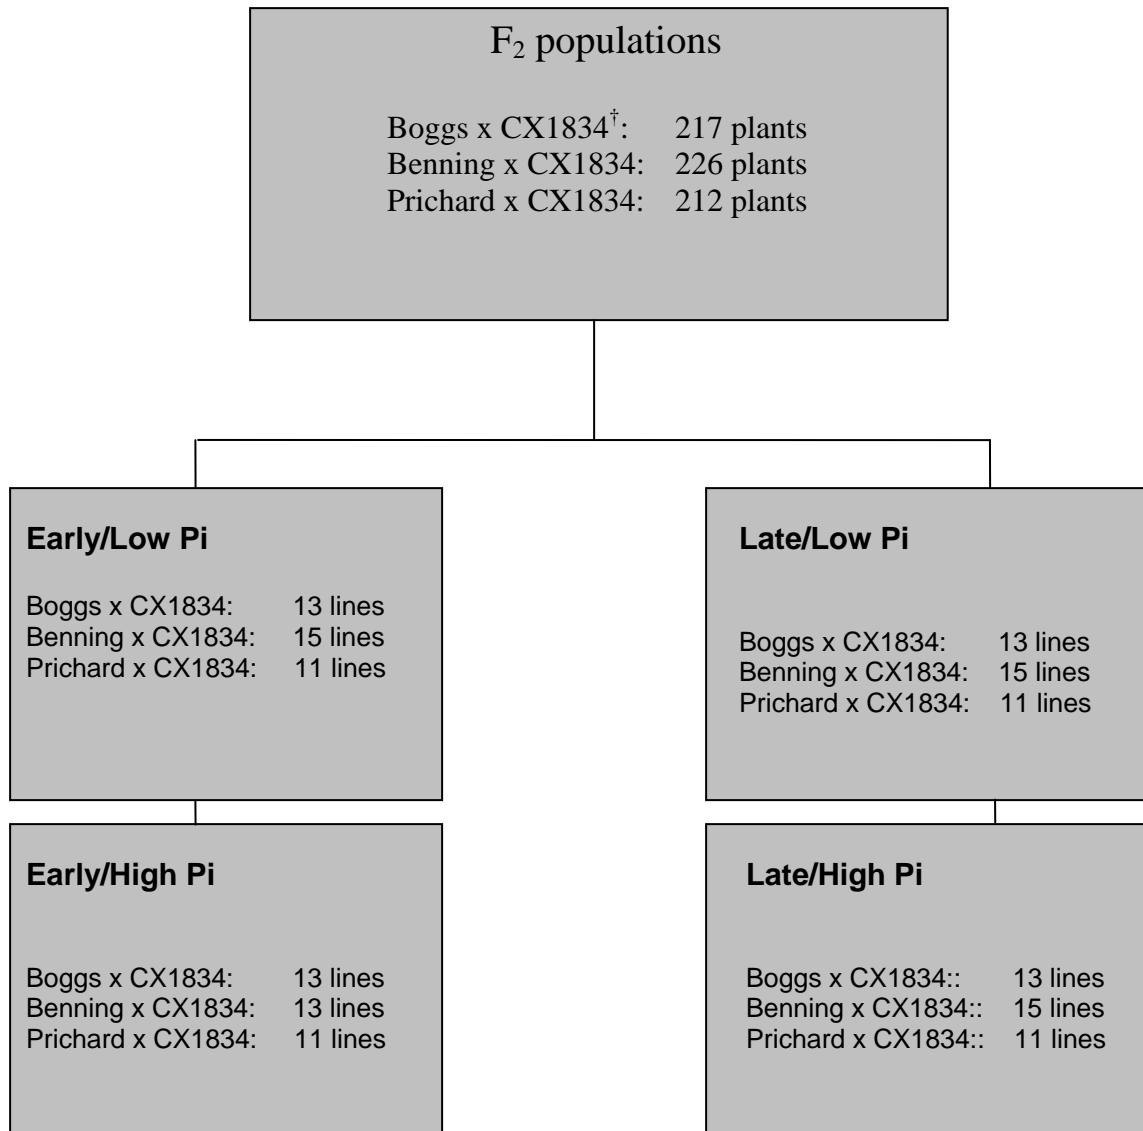 F₂ populations
Boggs x CX1834†: 217 plants
Benning x CX1834: 226 plants
Prichard x CX1834: 212 plants
Early/Low Pi
Boggs x CX1834: 13 lines
Benning x CX1834: 15 lines
Prichard x CX1834: 11 lines
Late/Low Pi
Boggs x CX1834: 13 lines
Benning x CX1834: 15 lines
Prichard x CX1834: 11 lines
Early/High Pi
Boggs x CX1834: 13 lines
Benning x CX1834: 13 lines
Prichard x CX1834: 11 lines
Late/High Pi
Boggs x CX1834:: 13 lines
Benning x CX1834:: 15 lines
Prichard x CX1834:: 11 lines